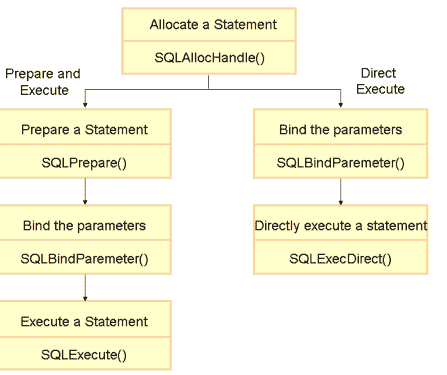 Allocate a Statement
SQLAllocHandle()
Prepare and
Execute
Direct
Execute
Prepare a Statement
SQLPrepare()
Bind the parameters
SQLBindParemeter()
Execute a Statement
SQLExecute()
Bind the parameters
SQLBindParemeter()
Directly execute a statement
SQLExecDirect()